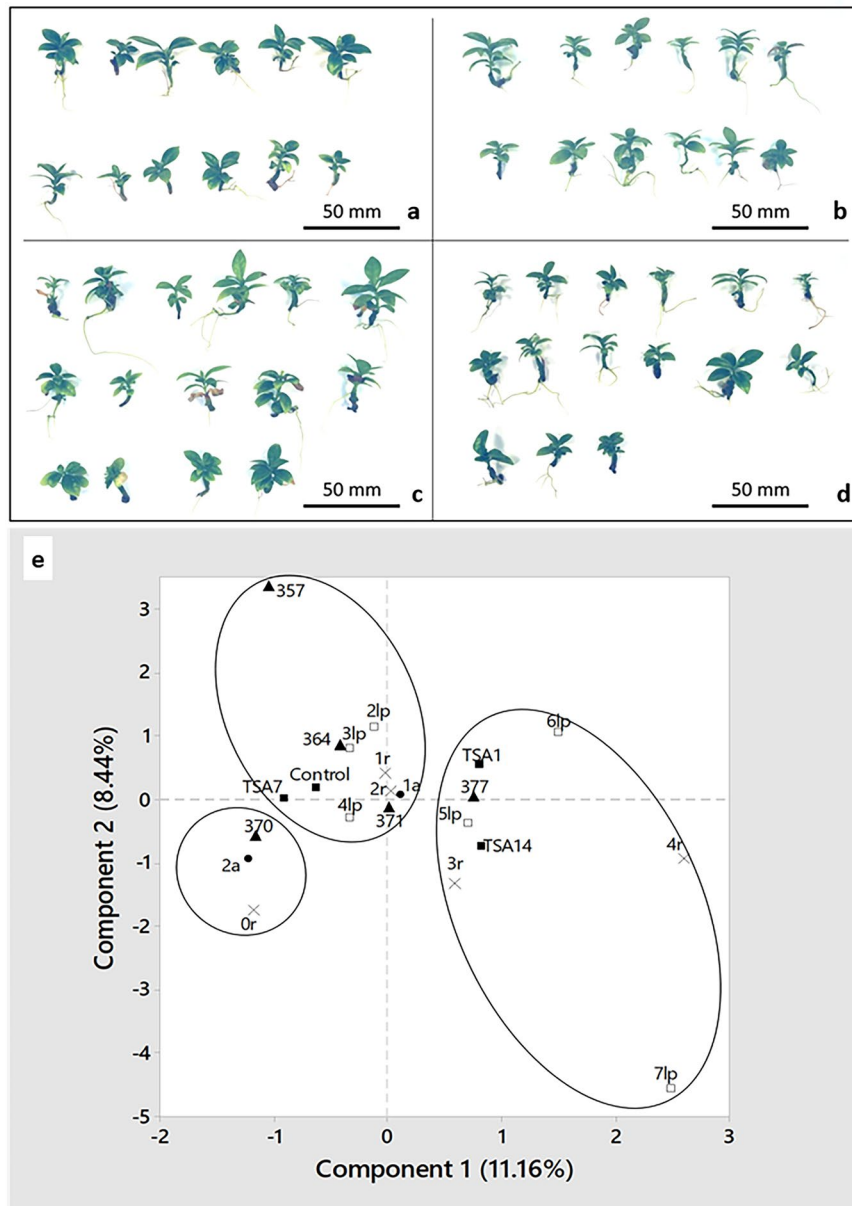 50 mm a
50 mm b
50 mm c
50 mm d
e
3
2
1
0
-1
-2
-3
-4
-5
357
2lp
364 3lp
1r
Control
TSA7
2r 1a
4lp
371
370
2a
0r
6lp
TSA1
377
5lp
TSA14
3r
4r
7lp
-2 -1 0 1 2 3
Component 2 (8.44%)
Component 1 (11.16%)